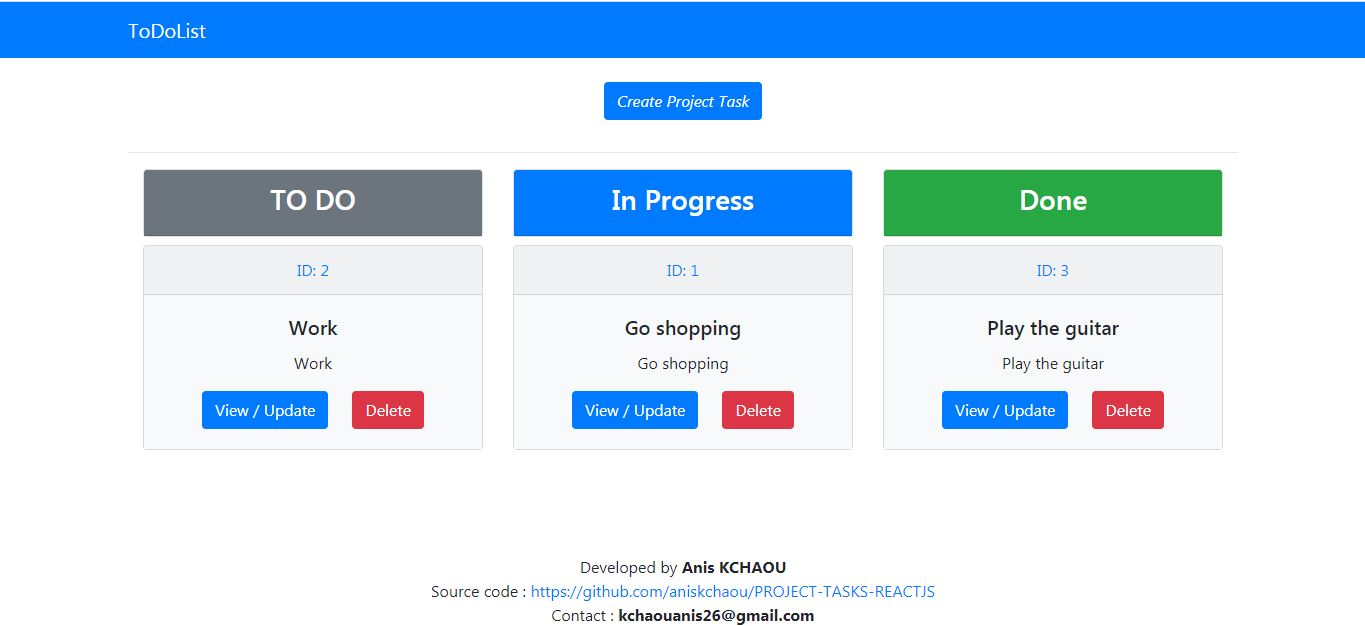 ToDoList
Create Project Task
TO DO
In Progress
Done
ID: 2
ID: 1
ID: 3
Work
Go shopping
Play the guitar
Work
Go shopping
Play the guitar
View / Update
Delete
View / Update
Delete
View / Update
Delete
Developed by Anis KCHAOU
Source code : https://github.com/aniskchaou/PROJECT-TASKS-REACTJS
Contact : kchaouanis26@gmail.com